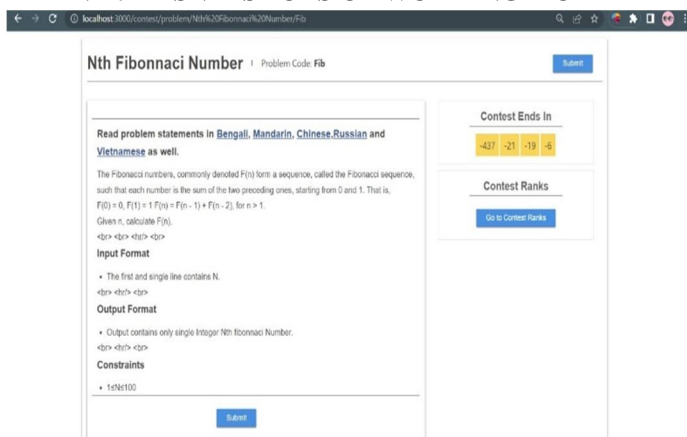 localhost:3000/contest/problem/Nth%20Fibonnaci%20Number/Fib
Nth Fibonnaci Number | Problem Code: Fib
Submit
Read problem statements in Bengali, Mandarin, Chinese,Russian and
Vietnamese as well.
The Fibonacci numbers, commonly denoted F(n) form a sequence, called the Fibonacci sequence,
such that each number is the sum of the two preceding ones, starting from 0 and 1. That is,
F(0) = 0, F(1) = 1 F(n) = F(n - 1) + F(n - 2), for n > 1.
Given n, calculate F(n).
<br> <br> <hr/> <br>
Input Format
• The first and single line contains N.
<br> <hr/> <br>
Output Format
• Output contains only single Integer Nth fibonnaci Number.
<br> <hr/> <br>
Constraints
• 1≤N≤100
Submit
Contest Ends In
-437 -21 -19 -6
Contest Ranks
Go to Contest Ranks